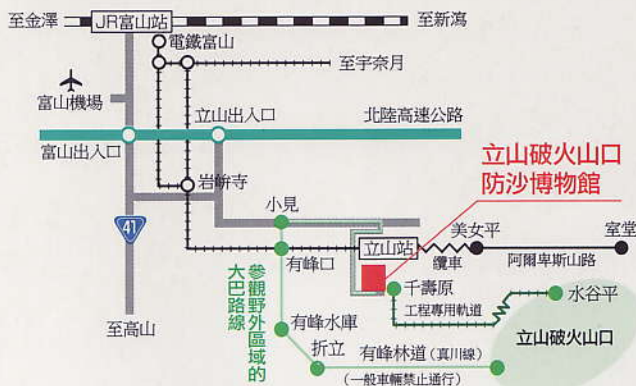 至金澤
JR富山站
至新瀉
電鐵富山
至宇奈月
富山機場
立山出入口
北陸高速公路
富山出入口
立山破火山口
防沙博物館
岩峅寺
小見
美女平
室堂
立山站
41
有峰口
纜車
阿爾卑斯山路
參觀野外區域的
大巴路線
千壽原
水谷平
工程專用軌道
至高山
有峰水庫
立山破火山口
折立
有峰林道(真川線)
(一般車輛禁止通行)